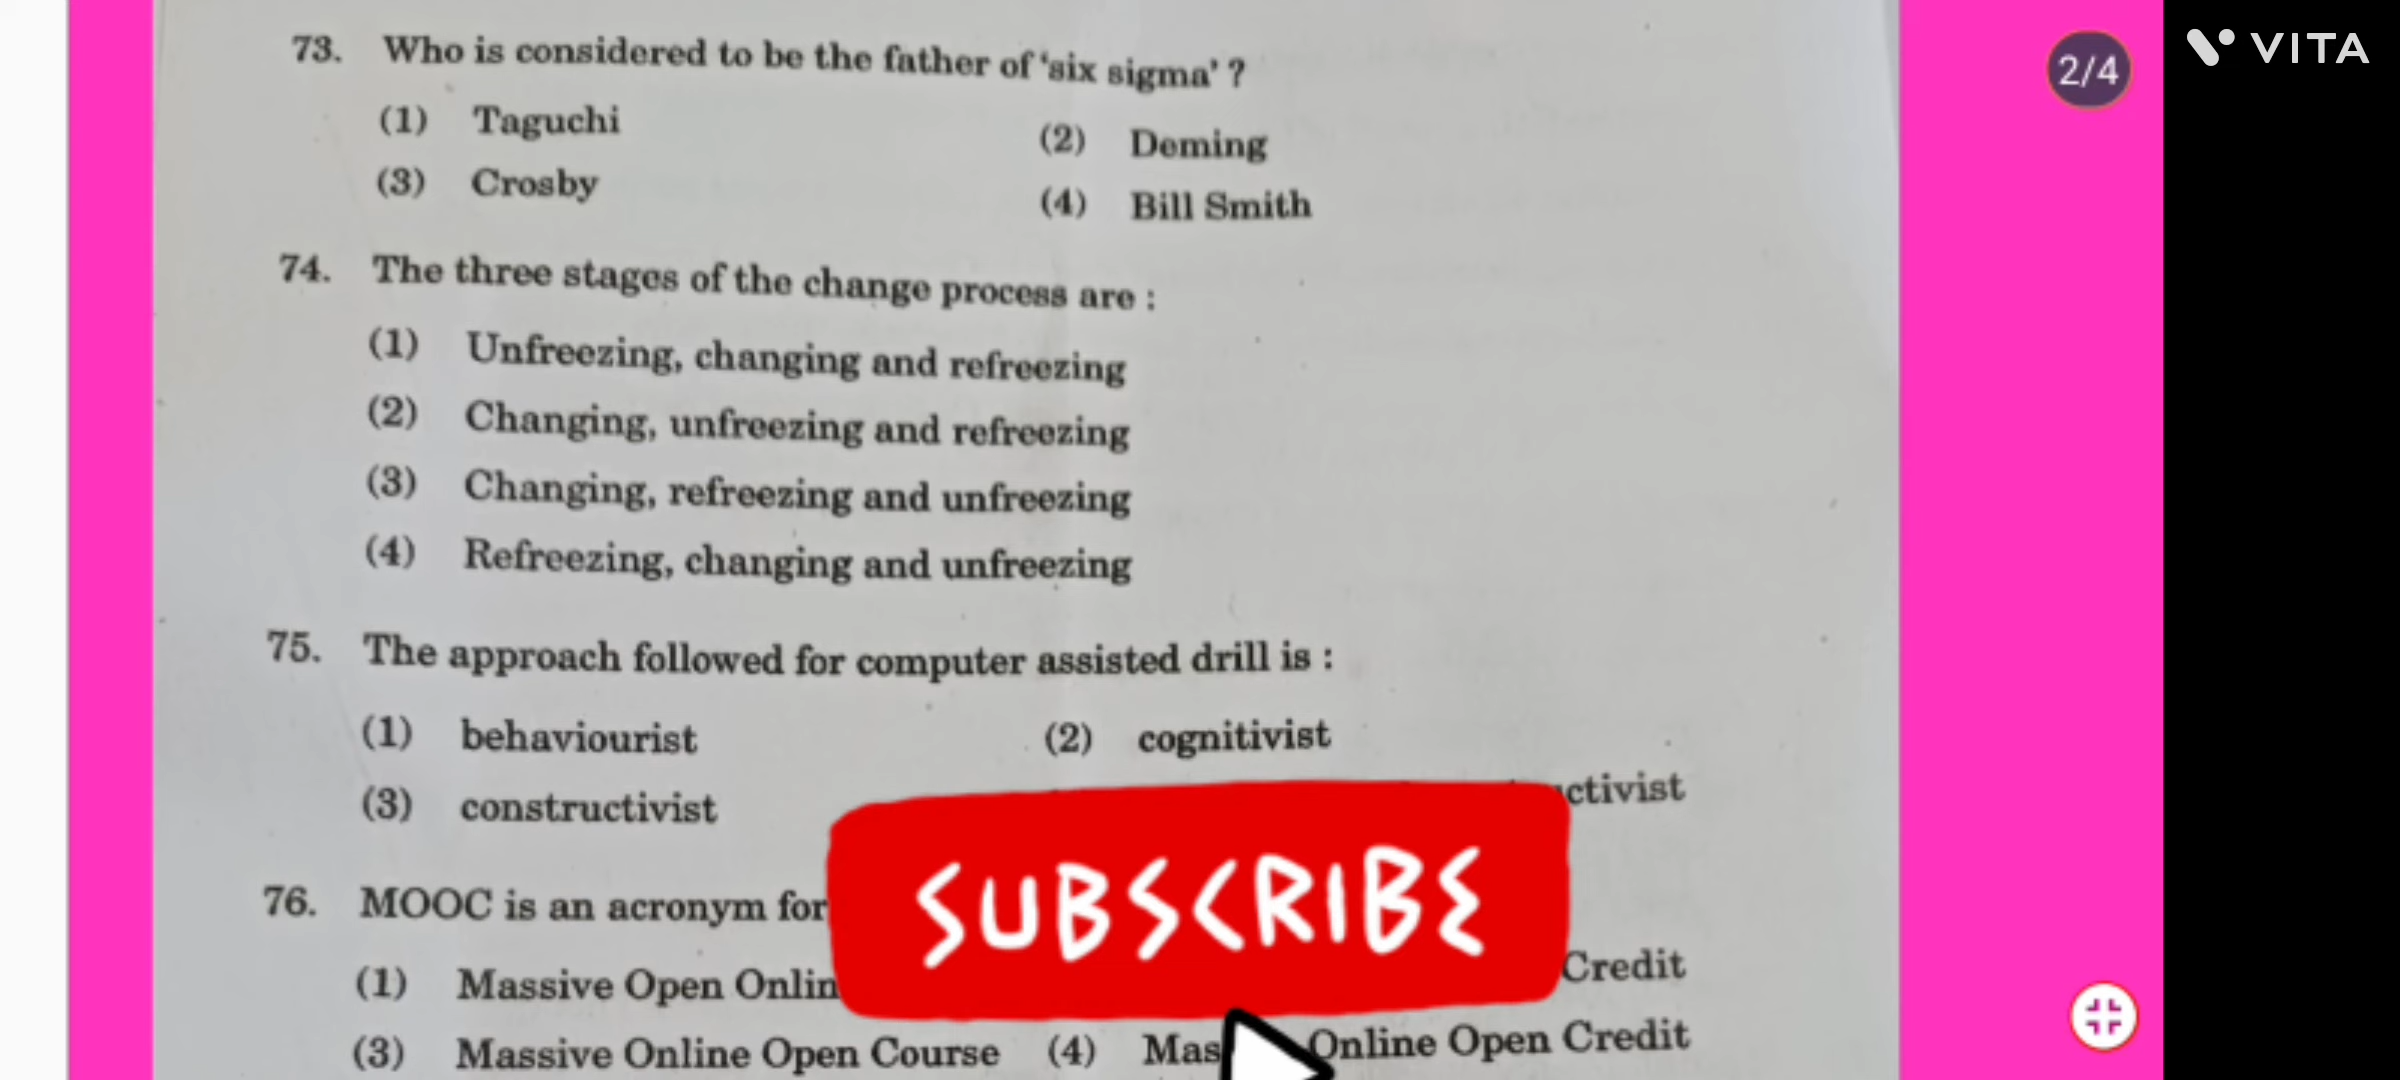 73. Who is considered to be the father of 'six sigma' ?
(1) Taguchi (2) Deming
(3) Crosby (4) Bill Smith
74. The three stages of the change process are :
(1) Unfreezing, changing and refreezing
(2) Changing, unfreezing and refreezing
(3) Changing, refreezing and unfreezing
(4) Refreezing, changing and unfreezing
75. The approach followed for computer assisted drill is :
(1) behaviourist (2) cognitivist
(3) constructivist
76. MOOC is an acronym for
(1) Massive Open Credit
(3) Massive Online Open Course (4) Online Open Credit
SUBSCRIBE
2/4
VITA